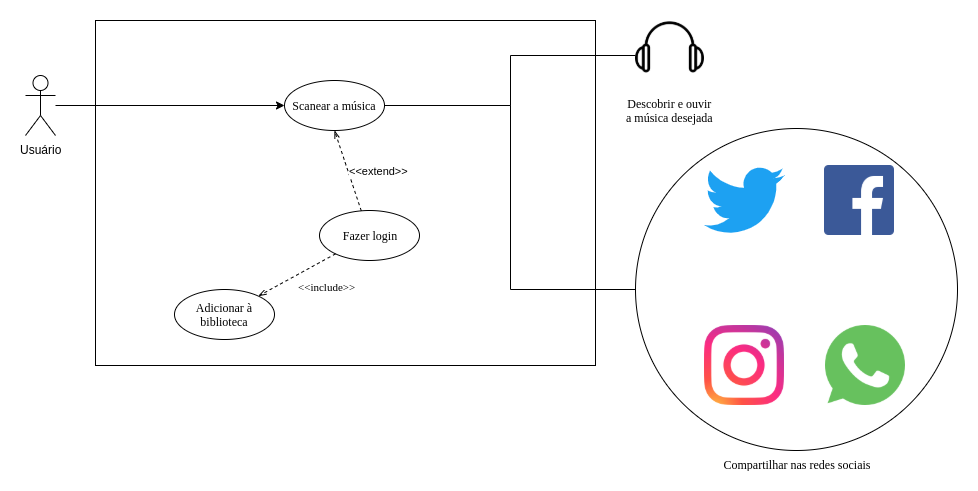 Usuário
Scanear a música
<<extend>>
Fazer login
<<include>>
Adicionar à
biblioteca
Descobrir e ouvir
a música desejada
Compartilhar nas redes sociais